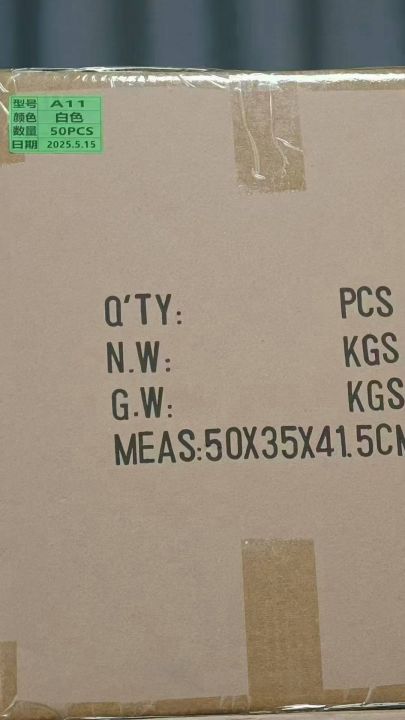 型号 A11
颜色 白色
数量 50PCS
日期 2025.5.15
Q'TY: PCS
N.W: KGS
G.W: KGS
MEAS:50X35X41.5CM